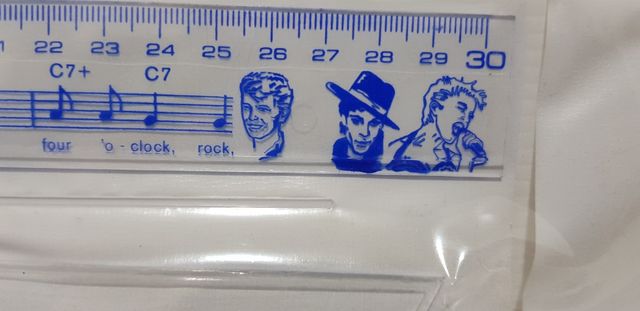 22 23 24 25 26 27 28 29 30
C7+ C7
four 'o - clock, rock,